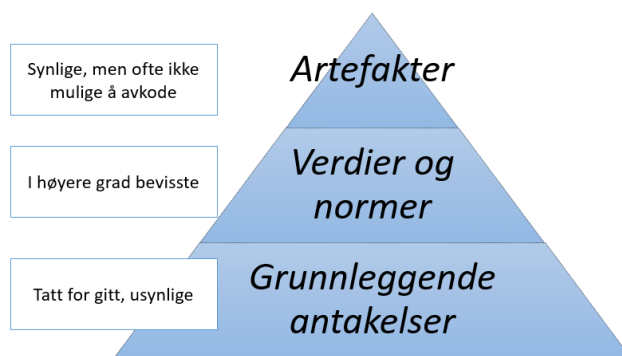 Synlige, men ofte ikke
mulige å avkode
Artefakter
I høyere grad bevisste
Verdier og
normer
Tatt for gitt, usynlige
Grunnleggende
antakelser